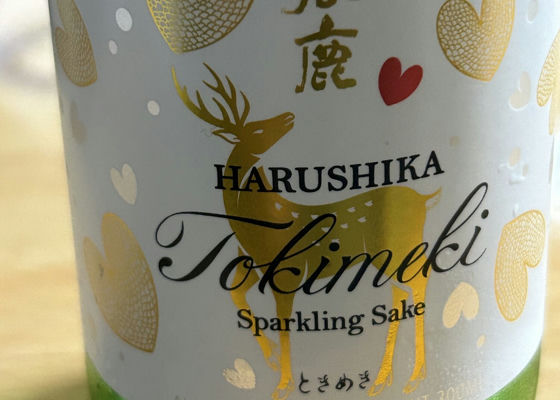 鹿
HARUSHIKA
Tokimeki
Sparkling Sake
ときめき